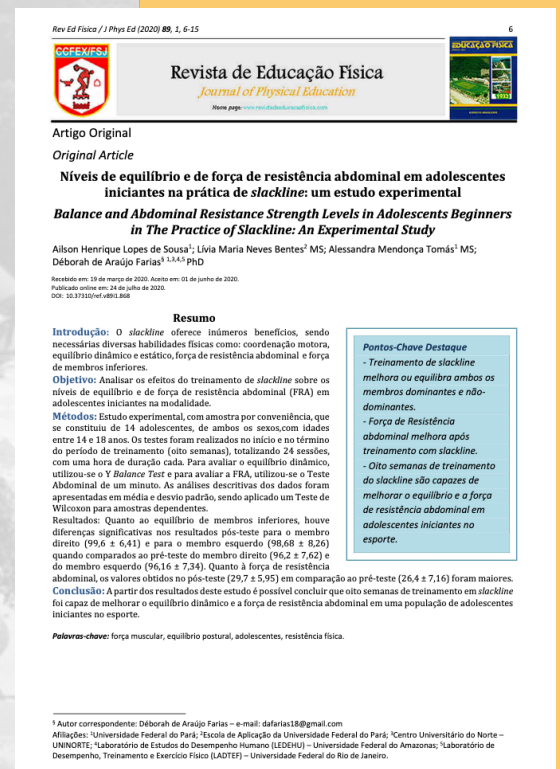 Rev Ed Física / J Phys Ed (2020) 89, 1, 6-15
6
CCFEX/FSJ
Revista de Educação Física
Journal of Physical Education
Home page: www.revistadeeducacaofisica.com
EDUCAÇÃO FÍSICA
Artigo Original
Original Article
Níveis de equilíbrio e de força de resistência abdominal em adolescentes
iniciantes na prática de slackline: um estudo experimental
Balance and Abdominal Resistance Strength Levels in Adolescents Beginners
in The Practice of Slackline: An Experimental Study
Ailson Henrique Lopes de Sousa¹; Lívia Maria Neves Bentes² MS; Alessandra Mendonça Tomás¹ MS;
Déborah de Araújo Farias§ 1,3,4,5 PhD
Recebido em: 19 de março de 2020. Aceito em: 01 de junho de 2020.
Publicado online em: 24 de julho de 2020.
DOI: 10.37310/ref.v89i1.868
Resumo
Introdução: O slackline oferece inúmeros benefícios, sendo
necessárias diversas habilidades físicas como: coordenação motora,
equilíbrio dinâmico e estático, força de resistência abdominal e força
de membros inferiores.
Objetivo: Analisar os efeitos do treinamento de slackline sobre os
níveis de equilíbrio e de força de resistência abdominal (FRA) em
adolescentes iniciantes na modalidade.
Métodos: Estudo experimental, com amostra por conveniência, que
se constituiu de 14 adolescentes, de ambos os sexos,com idades
entre 14 e 18 anos. Os testes foram realizados no início e no término
do período de treinamento (oito semanas), totalizando 24 sessões,
com uma hora de duração cada. Para avaliar o equilíbrio dinâmico,
utilizou-se o Y Balance Test e para avaliar a FRA, utilizou-se o Teste
Abdominal de um minuto. As análises descritivas dos dados foram
apresentadas em média e desvio padrão, sendo aplicado um Teste de
Wilcoxon para amostras dependentes.
Resultados: Quanto ao equilíbrio de membros inferiores, houve
diferenças significativas nos resultados pós-teste para o membro
direito (99,6 ± 6,41) e para o membro esquerdo (98,68 ± 8,26)
quando comparados ao pré-teste do membro direito (96,2 ± 7,62) e
do membro esquerdo (96,16 ± 7,34). Quanto à força de resistência
abdominal, os valores obtidos no pós-teste (29,7 ± 5,95) em comparação ao pré-teste (26,4 ± 7,16) foram maiores.
Conclusão: A partir dos resultados deste estudo é possível concluir que oito semanas de treinamento em slackline
foi capaz de melhorar o equilíbrio dinâmico e a força de resistência abdominal em uma população de adolescentes
iniciantes no esporte.
Pontos-Chave Destaque
- Treinamento de slackline
melhora ou equilibra ambos os
membros dominantes e não-
dominantes.
- Força de Resistência
abdominal melhora após
treinamento com slackline.
- Oito semanas de treinamento
do slackline são capazes de
melhorar o equilíbrio e a força
de resistência abdominal em
adolescentes iniciantes no
esporte.
Palavras-chave: força muscular, equilíbrio postural, adolescentes, resistência física.
§ Autor correspondente: Déborah de Araújo Farias – e-mail: dafarias18@gmail.com
Afiliações: ¹Universidade Federal do Pará; ²Escola de Aplicação da Universidade Federal do Pará; ³Centro Universitário do Norte –
UNINORTE; ⁴Laboratório de Estudos do Desempenho Humano (LEDEHU) – Universidade Federal do Amazonas; ⁵Laboratório de
Desempenho, Treinamento e Exercício Físico (LADTEF) – Universidade Federal do Rio de Janeiro.